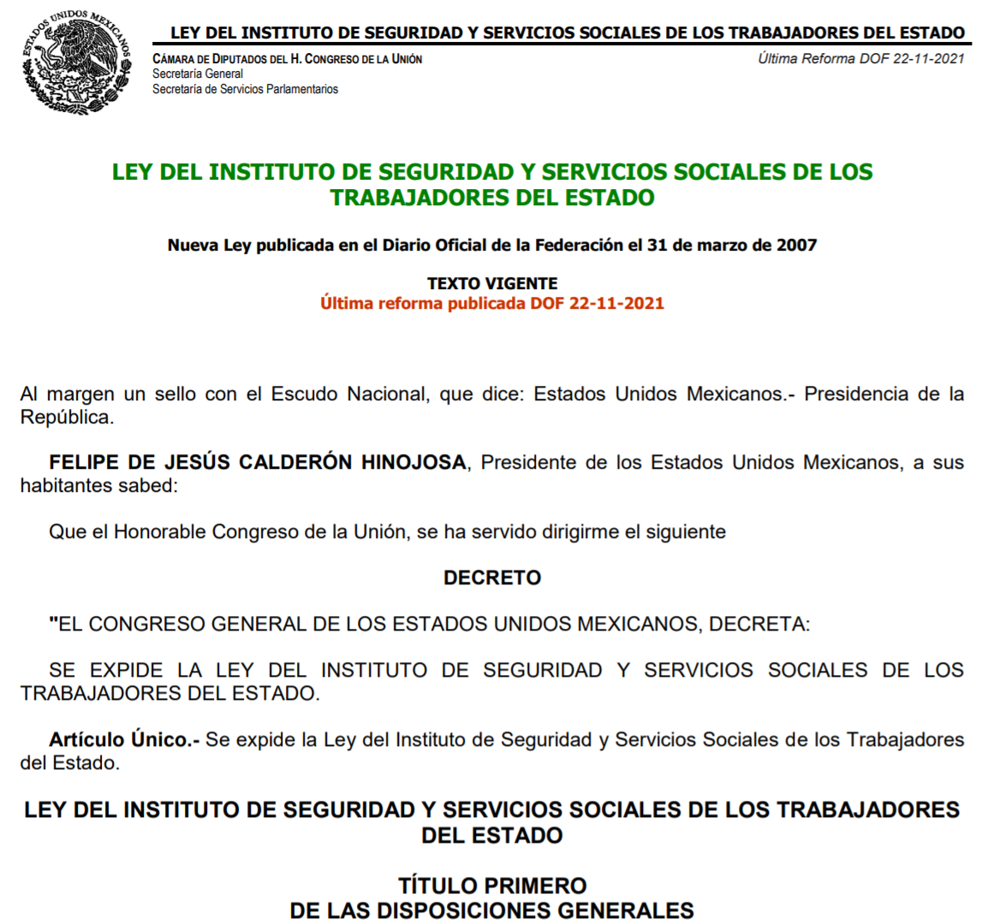 ESTADOS UNIDOS MEXICANOS
LEY DEL INSTITUTO DE SEGURIDAD Y SERVICIOS SOCIALES DE LOS TRABAJADORES DEL ESTADO
CÁMARA DE DIPUTADOS DEL H. CONGRESO DE LA UNIÓN
Última Reforma DOF 22-11-2021
Secretaría General
Secretaría de Servicios Parlamentarios
LEY DEL INSTITUTO DE SEGURIDAD Y SERVICIOS SOCIALES DE LOS
TRABAJADORES DEL ESTADO
Nueva Ley publicada en el Diario Oficial de la Federación el 31 de marzo de 2007
TEXTO VIGENTE
Última reforma publicada DOF 22-11-2021
Al margen un sello con el Escudo Nacional, que dice: Estados Unidos Mexicanos.- Presidencia de la
República.
FELIPE DE JESÚS CALDERÓN HINOJOSA, Presidente de los Estados Unidos Mexicanos, a sus
habitantes sabed:
Que el Honorable Congreso de la Unión, se ha servido dirigirme el siguiente
DECRETO
"EL CONGRESO GENERAL DE LOS ESTADOS UNIDOS MEXICANOS, DECRETA:
SE EXPIDE LA LEY DEL INSTITUTO DE SEGURIDAD Y SERVICIOS SOCIALES DE LOS
TRABAJADORES DEL ESTADO.
Artículo Único.- Se expide la Ley del Instituto de Seguridad y Servicios Sociales de los Trabajadores
del Estado.
LEY DEL INSTITUTO DE SEGURIDAD Y SERVICIOS SOCIALES DE LOS TRABAJADORES
DEL ESTADO
TÍTULO PRIMERO
DE LAS DISPOSICIONES GENERALES